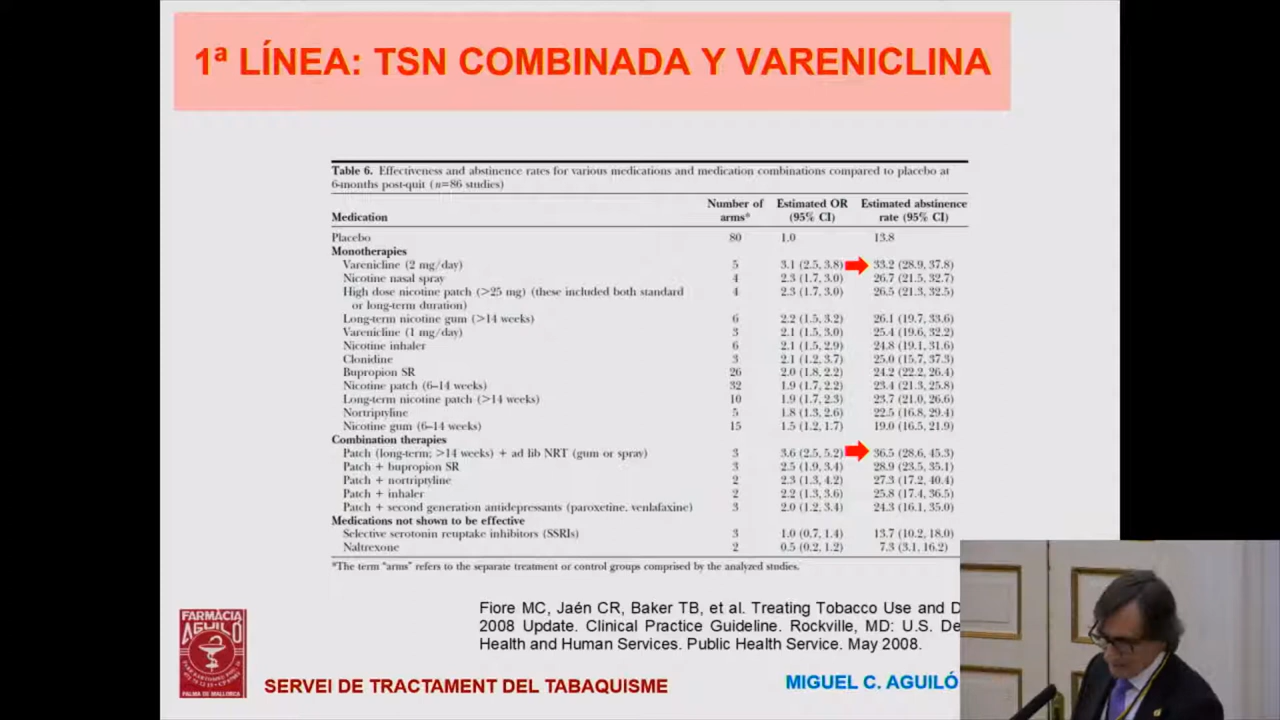 1ª LÍNEA: TSN COMBINADA Y VARENICLINA
Table 6. Effectiveness and abstinence rates for various medications and medication combinations compared to placebo at
6-months post-quit (n=86 studies)
Medication Number of arms* Estimated OR (95% CI) Estimated abstinence rate (95% CI)
Placebo 80 1.0 13.8
Monotherapies
Varenicline (2 mg/day) 5 3.1 (2.5, 3.8) 33.2 (28.9, 37.8)
Nicotine nasal spray 4 2.3 (1.7, 3.0) 26.7 (21.5, 32.7)
High dose nicotine patch (>25 mg) (these included both standard 4 2.3 (1.7, 3.0) 26.5 (21.3, 32.5)
or long-term duration)
Long-term nicotine gum (>14 weeks) 6 2.2 (1.5, 3.2) 26.1 (19.7, 33.6)
Varenicline (1 mg/day) 3 2.1 (1.5, 3.0) 25.4 (19.6, 32.2)
Nicotine inhaler 6 2.1 (1.5, 2.9) 24.8 (19.1, 31.6)
Clonidine 3 2.1 (1.2, 3.7) 25.0 (15.7, 37.3)
Bupropion SR 26 2.0 (1.8, 2.2) 24.2 (22.2, 26.4)
Nicotine patch (6–14 weeks) 32 1.9 (1.7, 2.2) 23.4 (21.3, 25.8)
Long-term nicotine patch (>14 weeks) 10 1.9 (1.7, 2.3) 23.7 (21.0, 26.6)
Nortriptyline 5 1.8 (1.3, 2.6) 22.5 (16.8, 29.4)
Nicotine gum (6–14 weeks) 15 1.5 (1.2, 1.7) 19.0 (16.5, 21.9)
Combination therapies
Patch (long-term; >14 weeks) + ad lib NRT (gum or spray) 3 3.6 (2.5, 5.2) 36.5 (28.6, 45.3)
Patch + bupropion SR 3 2.5 (1.9, 3.4) 28.9 (23.5, 35.1)
Patch + nortriptyline 2 2.3 (1.3, 4.2) 27.3 (17.2, 40.4)
Patch + inhaler 2 2.2 (1.3, 3.6) 25.8 (17.4, 36.5)
Patch + second generation antidepressants (paroxetine, venlafaxine) 3 2.0 (1.2, 3.4) 24.3 (16.1, 35.0)
Medications not shown to be effective
Selective serotonin reuptake inhibitors (SSRIs) 3 1.0 (0.7, 1.4) 13.7 (10.2, 18.0)
Naltrexone 2 0.5 (0.2, 1.2) 7.3 (3.1, 16.2)
*The term "arms" refers to the separate treatment or control groups comprised by the analyzed studies.
Fiore MC, Jaén CR, Baker TB, et al. Treating Tobacco Use and D
2008 Update. Clinical Practice Guideline. Rockville, MD: U.S. De
Health and Human Services. Public Health Service. May 2008.
FARMÀCIA
AGUILÓ
PALMA DE MALLORCA
SERVEI DE TRACTAMENT DEL TABAQUISME
MIGUEL C. AGUILÓ